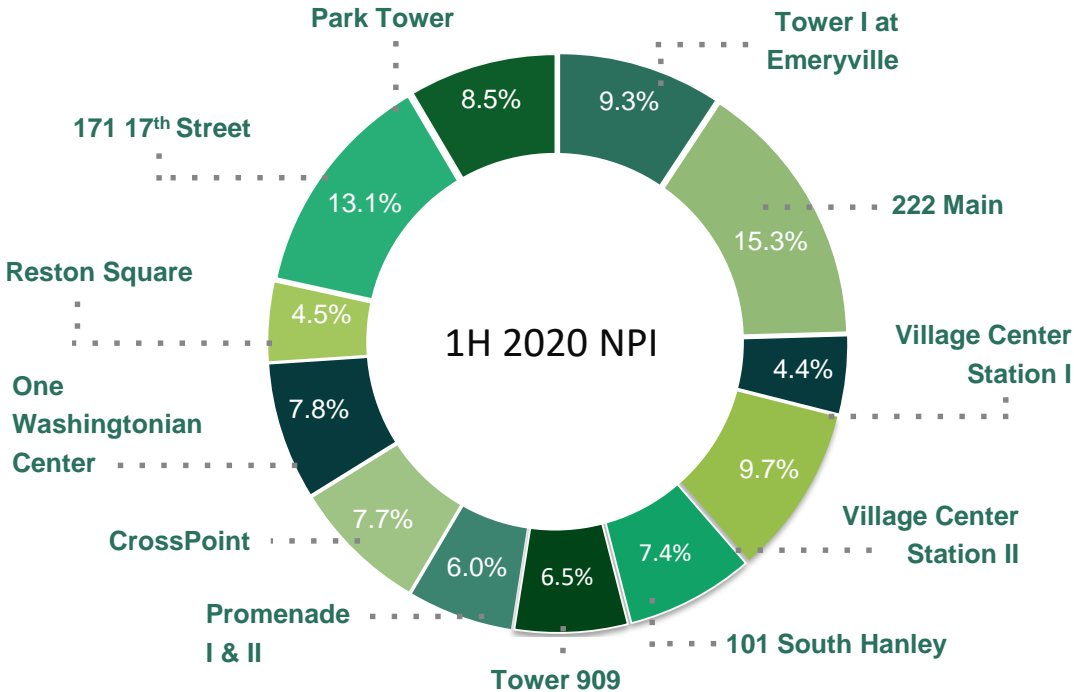 Park Tower
Tower I at
Emeryville
8.5%
9.3%
171 17th Street
13.1%
222 Main
15.3%
Reston Square
4.5%
1H 2020 NPI
Village Center
Station I
4.4%
One
Washingtonian
Center
7.8%
9.7%
Village Center
Station II
7.7%
CrossPoint
7.4%
6.0%
6.5%
Promenade
I & II
101 South Hanley
Tower 909